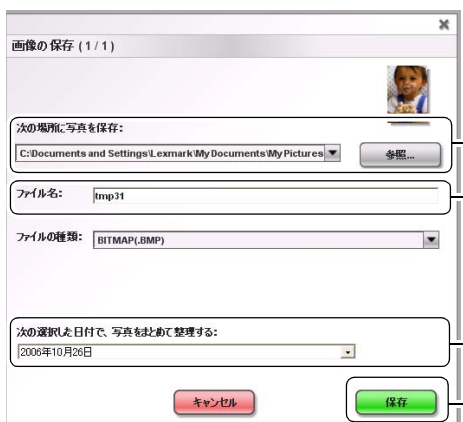 画像の保存 (1/1)
次の場所に写真を保存:
C:\Documents and Settings\Lexmark\My Documents\My Pictures
参照...
ファイル名:
tmp31
ファイルの種類:
BITMAP(.BMP)
次の選択した日付で、写真をまとめて整理する:
2006年10月26日
キャンセル
保存